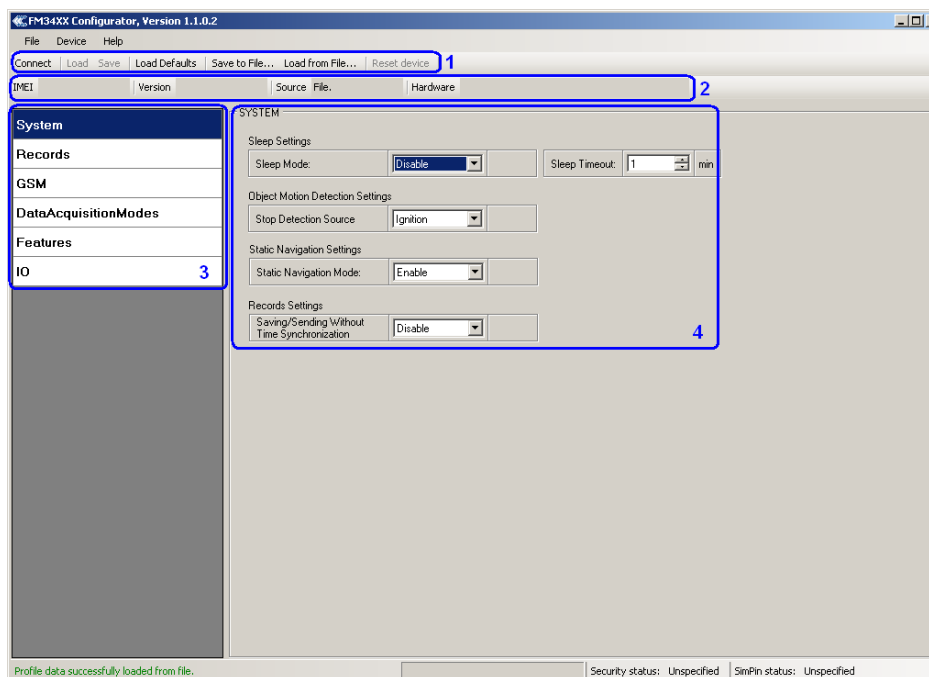 FM34XX Configurator, Version 1.1.0.2
File Device Help
Connect Load Save Load Defaults Save to File... Load from File... Reset device 1
IMEI Version Source File. Hardware 2
SYSTEM
System
Records
GSM
DataAcquisitionModes
Features
IO 3
Sleep Settings
Sleep Mode: Disable Sleep Timeout: 1 min
Object Motion Detection Settings
Stop Detection Source Ignition
Static Navigation Settings
Static Navigation Mode: Enable
Records Settings
Saving/Sending Without
Time Synchronization Disable
4
Profile data successfully loaded from file. Security status: Unspecified SimPin status: Unspecified